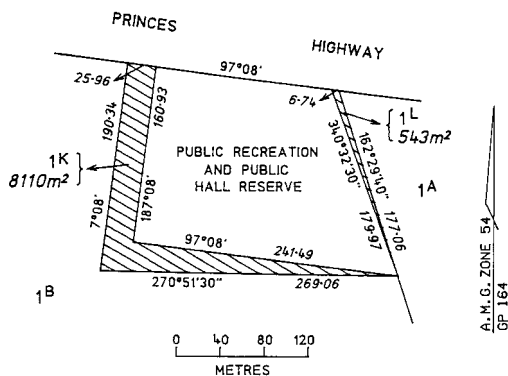 PRINCES
HIGHWAY
97°08'
25·96
6·74
190·34
160·93
7°08'
187°08'
1K
8110m²
PUBLIC RECREATION
AND PUBLIC
HALL RESERVE
340°32'30"
179·97
162°29'40"
177·06
1L
543m²
1A
97°08'
241·49
270°51'30"
269·06
1B
0 40 80 120
METRES
A.M.G. ZONE 54
GP 164